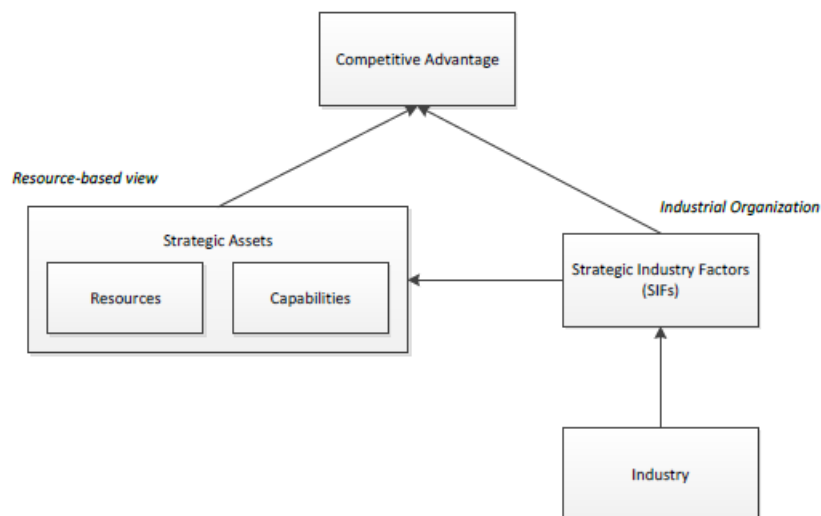 Competitive Advantage
Resource-based view
Industrial Organization
Strategic Assets
Resources
Capabilities
Strategic Industry Factors
(SIFs)
Industry